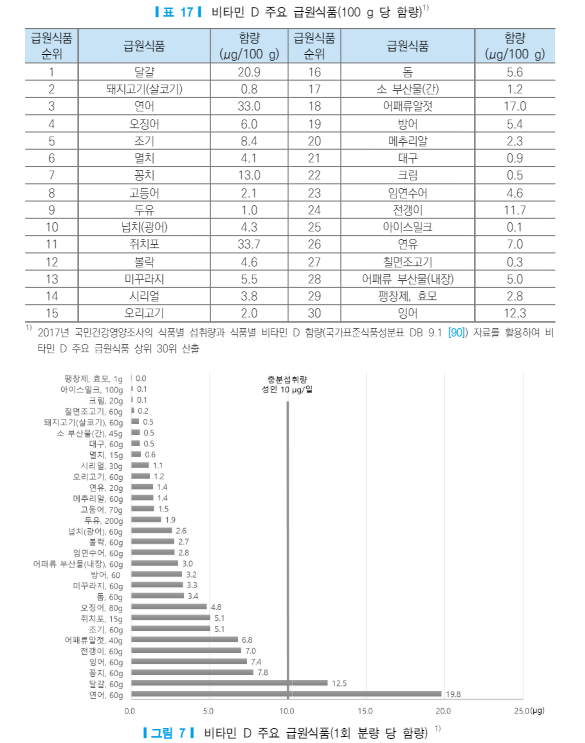 ❙표 17❙ 비타민 D 주요 급원식품(100 g 당 함량)1)
급원식품 순위 급원식품 함량 (μg/100 g) 급원식품 순위 급원식품 함량 (μg/100 g)
1 달걀 20.9 16 돔 5.6
2 돼지고기(살코기) 0.8 17 소 부산물(간) 1.2
3 연어 33.0 18 어패류알젓 17.0
4 오징어 6.0 19 방어 5.4
5 조기 8.4 20 메추리알 2.3
6 멸치 4.1 21 대구 0.9
7 꽁치 13.0 22 크림 0.5
8 고등어 2.1 23 임연수어 4.6
9 두유 1.0 24 전갱이 11.7
10 넙치(광어) 4.3 25 아이스밀크 0.1
11 쥐치포 33.7 26 연유 7.0
12 볼락 4.6 27 칠면조고기 0.3
13 미꾸라지 5.5 28 어패류 부산물(내장) 5.0
14 시리얼 3.8 29 팽창제, 효모 2.8
15 오리고기 2.0 30 잉어 12.3
1) 2017년 국민건강영양조사의 식품별 섭취량과 식품별 비타민 D 함량(국가표준식품성분표 DB 9.1 [90]) 자료를 활용하여 비
타민 D 주요 급원식품 상위 30위 산출
충분섭취량
성인 10 μg/일
팽창제, 효모, 1g 0.0
아이스밀크, 100g 0.1
크림, 20g 0.1
칠면조고기, 60g 0.2
돼지고기(살코기), 60g 0.5
소 부산물(간), 45g 0.5
대구, 60g 0.5
멸치, 15g 0.6
시리얼, 30g 1.1
오리고기, 60g 1.2
연유, 20g 1.4
메추리알, 60g 1.4
고등어, 70g 1.5
두유, 200g 1.9
넙치(광어), 60g 2.6
볼락, 60g 2.7
임연수어, 60g 2.8
어패류 부산물(내장), 60g 3.0
방어, 60 3.2
미꾸라지, 60g 3.3
돔, 60g 3.4
오징어, 80g 4.8
쥐치포, 15g 5.1
조기, 60g 5.1
어패류알젓, 40g 6.8
전갱이, 60g 7.0
잉어, 60g 7.4
꽁치, 60g 7.8
달걀, 60g 12.5
연어, 60g 19.8
0.0 5.0 10.0 15.0 20.0 25.0 (μg)
❙그림 7❙ 비타민 D 주요 급원식품(1회 분량 당 함량) 1)